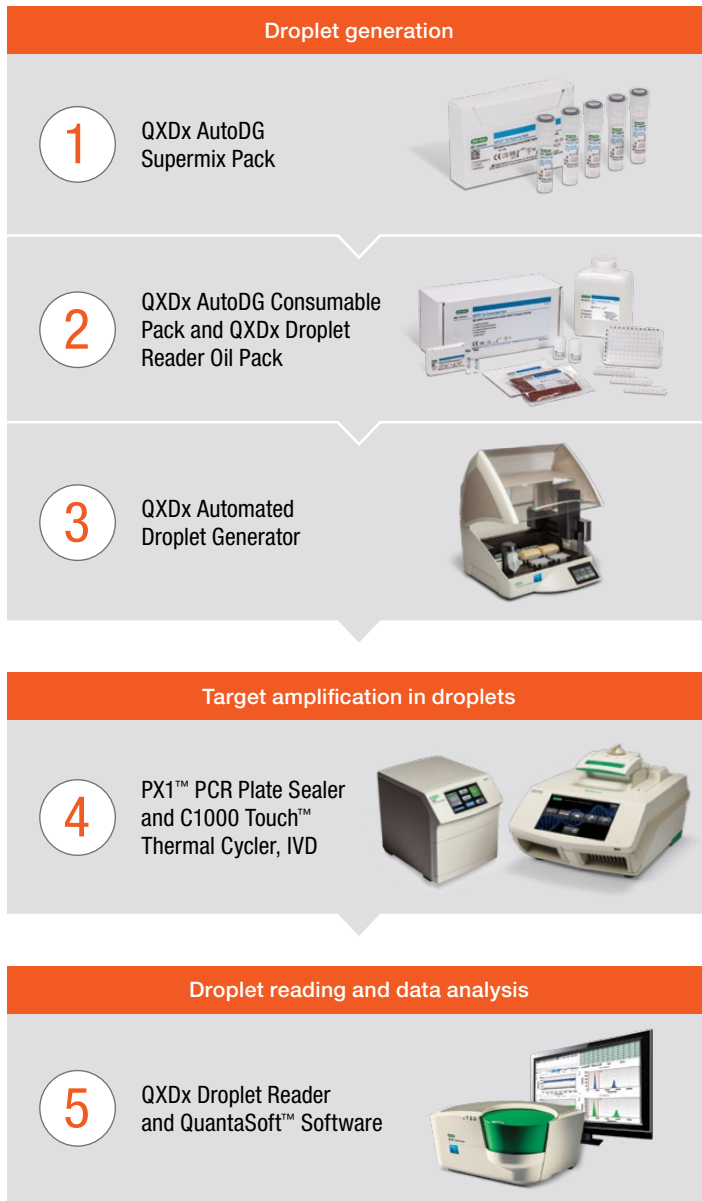 Droplet generation
1
QXDx AutoDG
Supermix Pack
2
QXDx AutoDG Consumable
Pack and QXDx Droplet
Reader Oil Pack
3
QXDx Automated
Droplet Generator
Target amplification in droplets
4
PX1™ PCR Plate Sealer
and C1000 Touch™
Thermal Cycler, IVD
Droplet reading and data analysis
5
QXDx Droplet Reader
and QuantaSoft™ Software